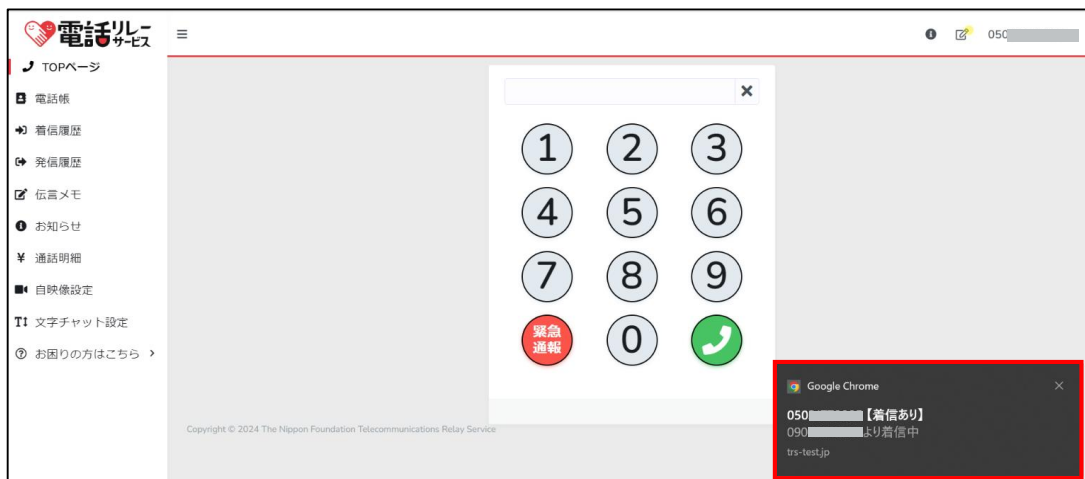 電話リレーサービス
050
TOPページ
電話帳
着信履歴
発信履歴
伝言メモ
お知らせ
¥ 通話明細
自映像設定
文字チャット設定
お困りの方はこちら
1 2 3
4 5 6
7 8 9
緊急通報 0
Copyright © 2024 The Nippon Foundation Telecommunications Relay Service
Google Chrome
050 【着信あり】
090 より着信中
trs-test.jp